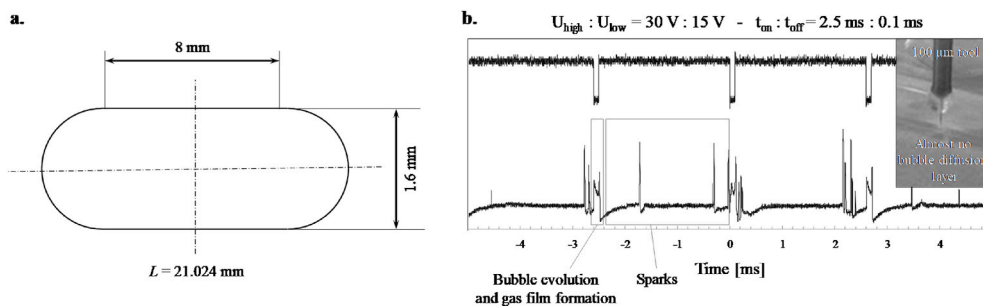 a.
8 mm
1.6 mm
L = 21.024 mm
b.
U_high : U_low = 30 V : 15 V - t_on : t_off = 2.5 ms : 0.1 ms
100 µm tool
Almost no
bubble diffusion
layer
-4 -3 -2 -1 0 1 2 3 4
Time [ms]
Bubble evolution
and gas film formation
Sparks